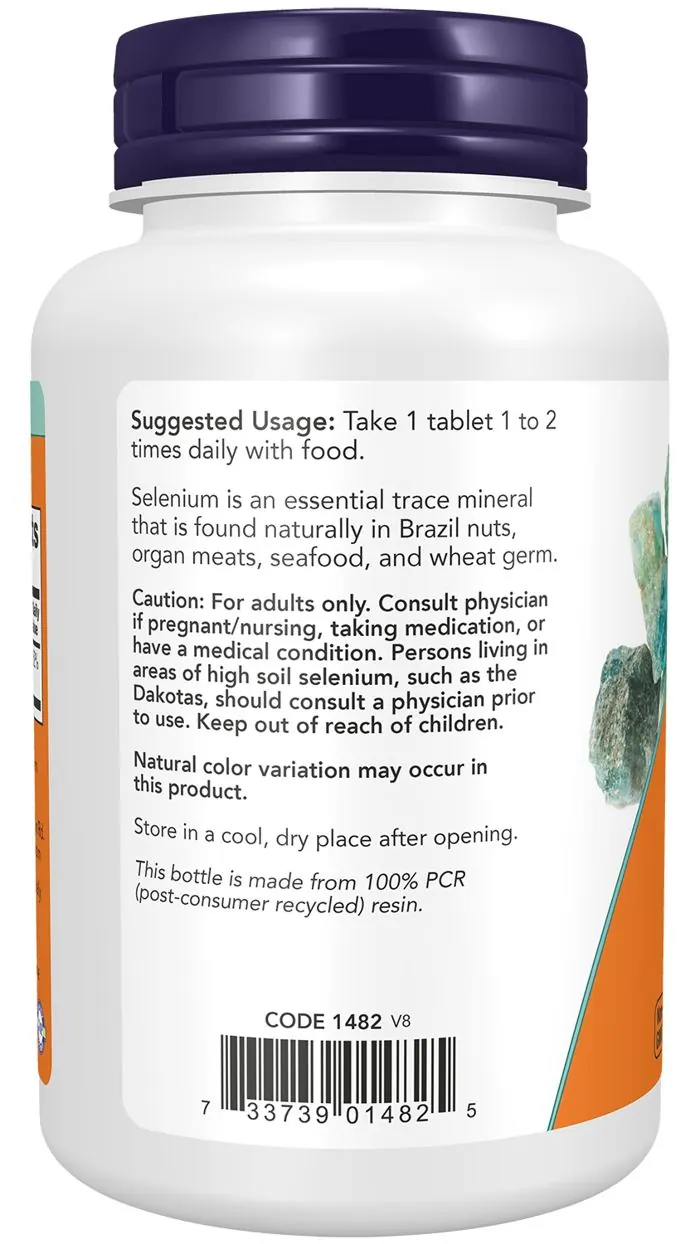 Suggested Usage: Take 1 tablet 1 to 2
times daily with food.
Selenium is an essential trace mineral
that is found naturally in Brazil nuts,
organ meats, seafood, and wheat germ.
Caution: For adults only. Consult physician
if pregnant/nursing, taking medication, or
have a medical condition. Persons living in
areas of high soil selenium, such as the
Dakotas, should consult a physician prior
to use. Keep out of reach of children.
Natural color variation may occur in
this product.
Store in a cool, dry place after opening.
This bottle is made from 100% PCR
(post-consumer recycled) resin.
CODE 1482 V8
7 33739 01482 5